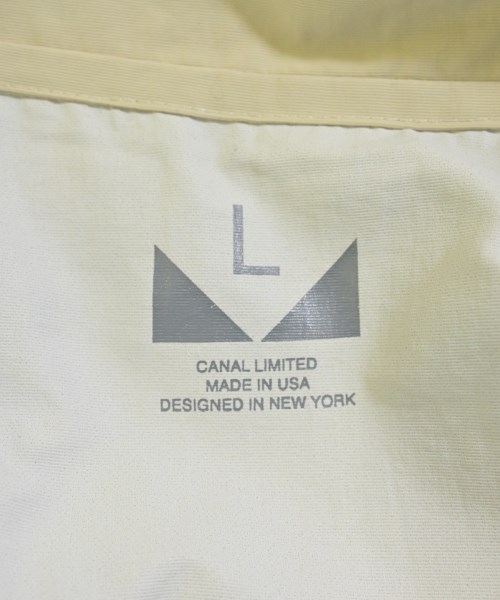 L
CANAL LIMITED
MADE IN USA
DESIGNED IN NEW YORK